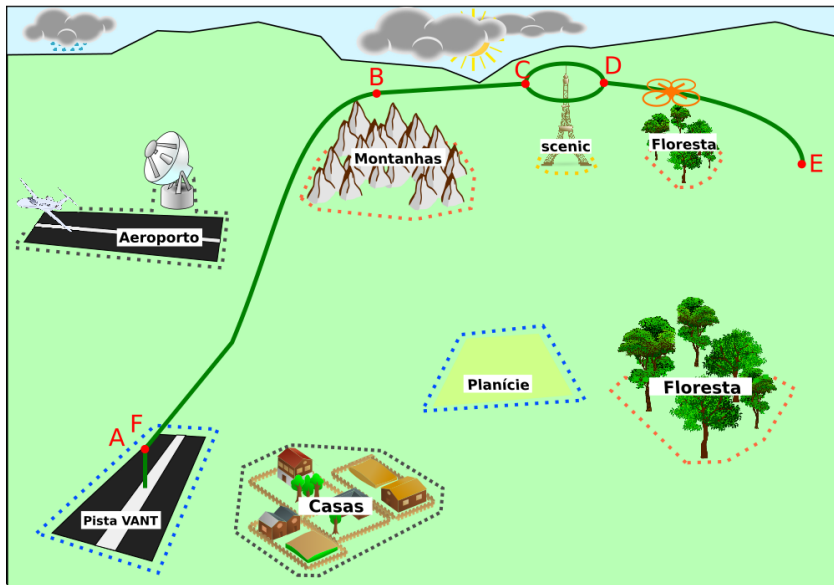 B
C
D
scenic
Floresta
Montanhas
E
Aeroporto
Planície
Floresta
A
F
Casas
Pista VANT